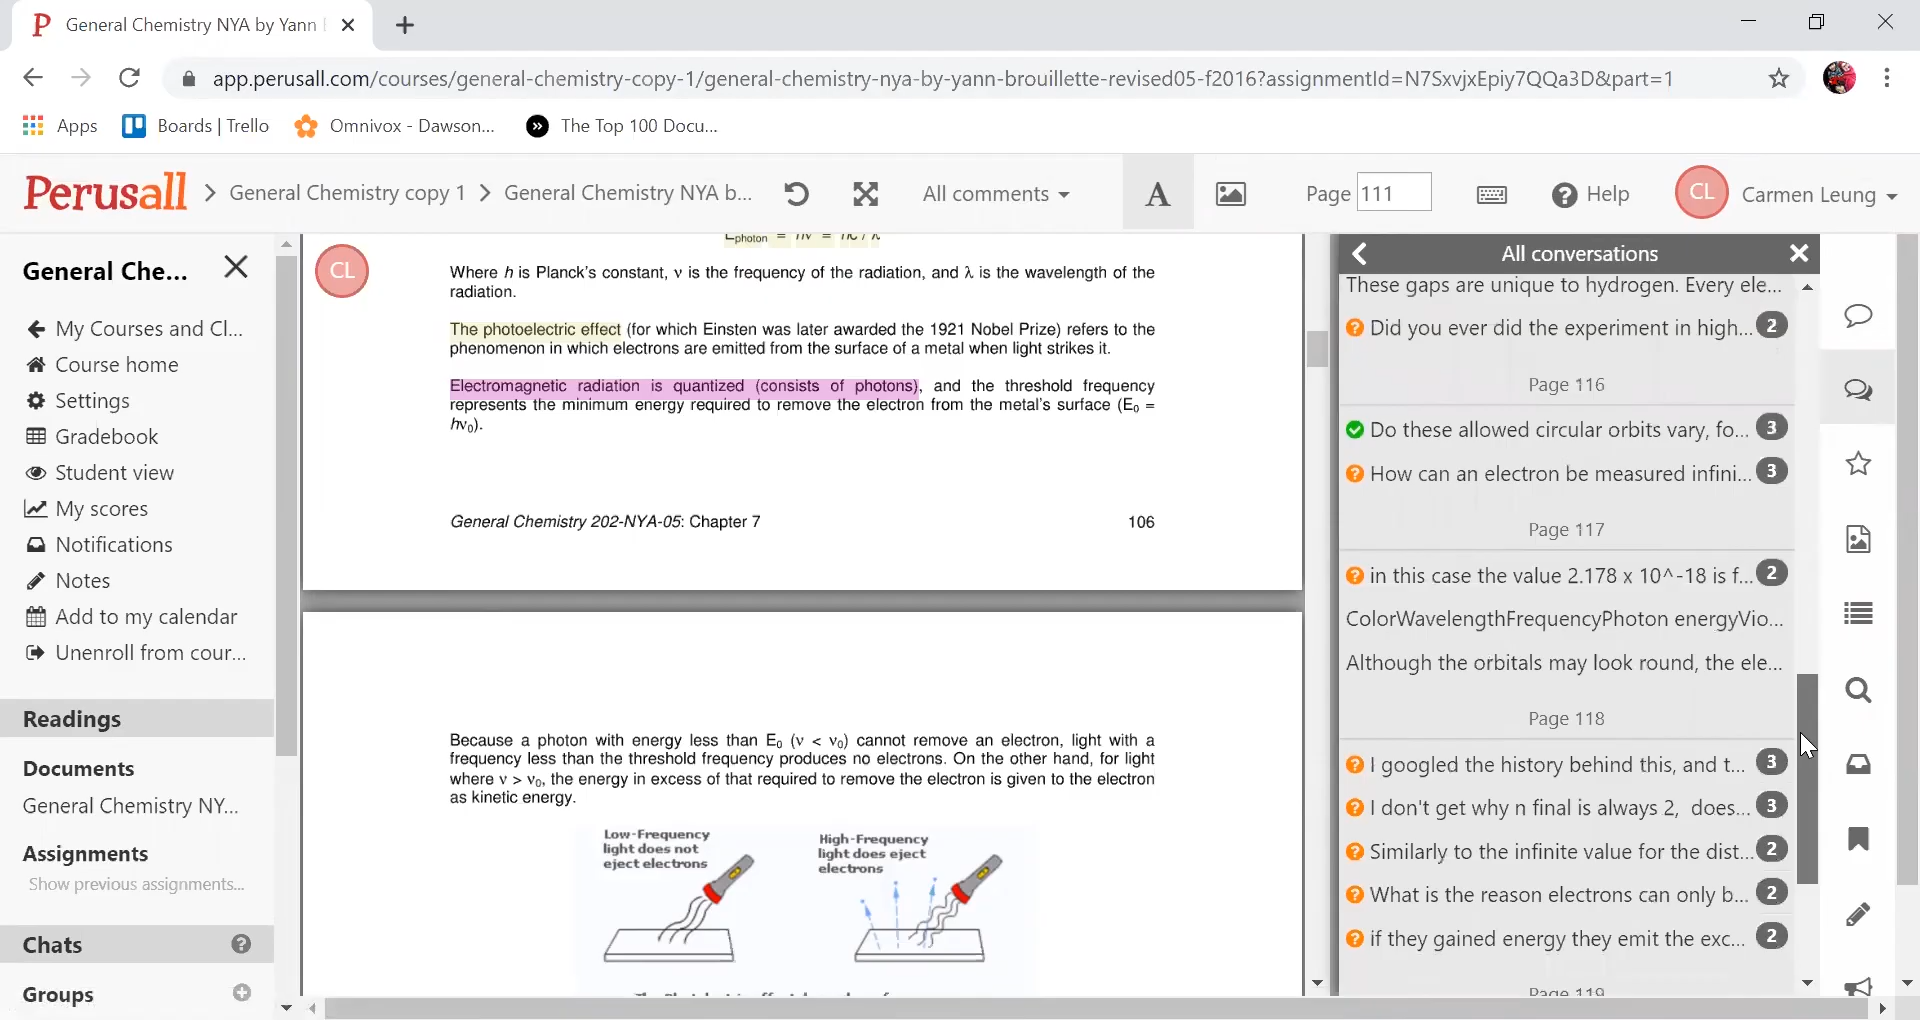 General Chemistry NYA by Yann
app.perusall.com/courses/general-chemistry-copy-1/general-chemistry-nya-by-yann-brouillette-revised05-f2016?assignmentId=N7SxvjxEpiy7QQa3D&part=1
Apps
Boards | Trello
Omnivox - Dawson...
The Top 100 Docu...
Perusall
General Chemistry copy 1
General Chemistry NYA b...
All comments
A
Page 111
Help
CL
Carmen Leung
General Che...
My Courses and Cl...
Course home
Settings
Gradebook
Student view
My scores
Notifications
Notes
Add to my calendar
Unenroll from cour...
Readings
Documents
General Chemistry NY...
Assignments
Show previous assignments...
Chats
Groups
CL
Where h is Planck's constant, ν is the frequency of the radiation, and λ is the wavelength of the
radiation.
The photoelectric effect (for which Einsten was later awarded the 1921 Nobel Prize) refers to the
phenomenon in which electrons are emitted from the surface of a metal when light strikes it.
Electromagnetic radiation is quantized (consists of photons), and the threshold frequency
represents the minimum energy required to remove the electron from the metal's surface (E₀ =
hν₀).
General Chemistry 202-NYA-05: Chapter 7 106
Because a photon with energy less than E₀ (ν < ν₀) cannot remove an electron, light with a
frequency less than the threshold frequency produces no electrons. On the other hand, for light
where ν > ν₀, the energy in excess of that required to remove the electron is given to the electron
as kinetic energy.
Low-Frequency
light does not
eject electrons
High-Frequency
light does eject
electrons
All conversations
These gaps are unique to hydrogen. Every ele...
Did you ever did the experiment in high... 2
Page 116
Do these allowed circular orbits vary, fo... 3
How can an electron be measured infini... 3
Page 117
in this case the value 2.178 x 10^-18 is f... 2
ColorWavelengthFrequencyPhoton energyVio...
Although the orbitals may look round, the ele...
Page 118
I googled the history behind this, and t... 3
I don't get why n final is always 2, does... 3
Similarly to the infinite value for the dist... 2
What is the reason electrons can only b... 2
if they gained energy they emit the exc... 2
Page 119